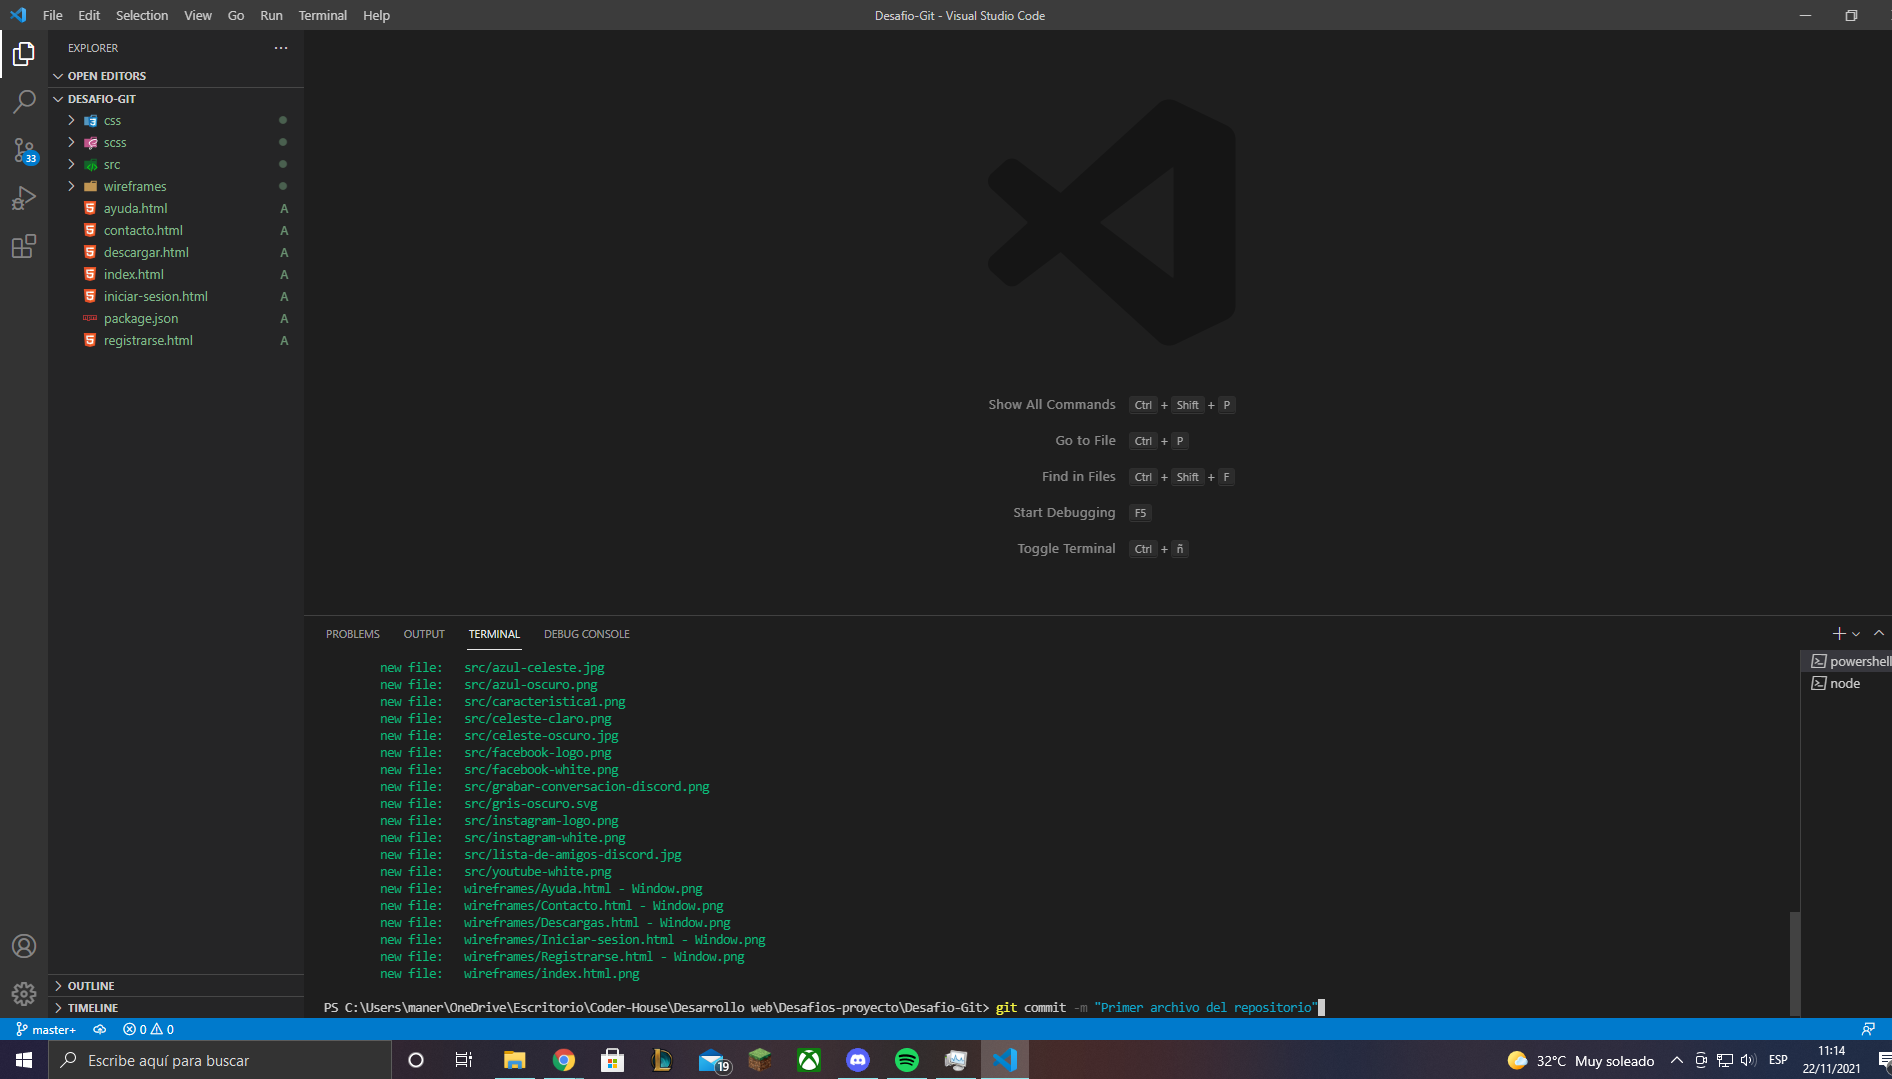 File Edit Selection View Go Run Terminal Help
Desafio-Git - Visual Studio Code
EXPLORER
OPEN EDITORS
DESAFIO-GIT
css
scss
src
wireframes
ayuda.html A
contacto.html A
descargar.html A
index.html A
iniciar-sesion.html A
package.json A
registrarse.html A
33
OUTLINE
TIMELINE
Show All Commands Ctrl + Shift + P
Go to File Ctrl + P
Find in Files Ctrl + Shift + F
Start Debugging F5
Toggle Terminal Ctrl + ñ
PROBLEMS OUTPUT TERMINAL DEBUG CONSOLE
new file: src/azul-celeste.jpg
new file: src/azul-oscuro.png
new file: src/caracteristica1.png
new file: src/celeste-claro.png
new file: src/celeste-oscuro.jpg
new file: src/facebook-logo.png
new file: src/facebook-white.png
new file: src/grabar-conversacion-discord.png
new file: src/gris-oscuro.svg
new file: src/instagram-logo.png
new file: src/instagram-white.png
new file: src/lista-de-amigos-discord.jpg
new file: src/youtube-white.png
new file: wireframes/Ayuda.html - Window.png
new file: wireframes/Contacto.html - Window.png
new file: wireframes/Descargas.html - Window.png
new file: wireframes/Iniciar-sesion.html - Window.png
new file: wireframes/Registrarse.html - Window.png
new file: wireframes/index.html.png
PS C:\Users\maner\OneDrive\Escritorio\Coder-House\Desarrollo web\Desafios-proyecto\Desafio-Git> git commit -m "Primer archivo del repositorio"
powershell
node
master+ 0 0
Escribe aquí para buscar
19
32°C Muy soleado
ESP
11:14
22/11/2021